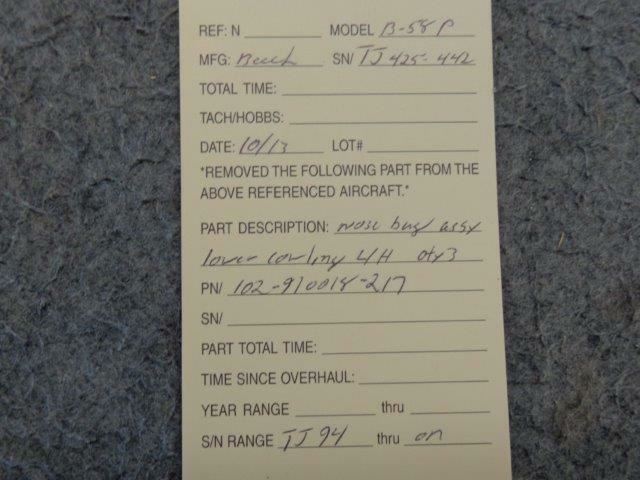 REF: N MODEL B-58P
MFG: Beech SN/ TJ 425-442
TOTAL TIME:
TACH/HOBBS:
DATE: 10/13 LOT#
*REMOVED THE FOLLOWING PART FROM THE
ABOVE REFERENCED AIRCRAFT.*
PART DESCRIPTION: nose bug assy
lower cowling L/H qty 3
PN/ 102-910018-217
SN/
PART TOTAL TIME:
TIME SINCE OVERHAUL:
YEAR RANGE thru
S/N RANGE TJ 94 thru on